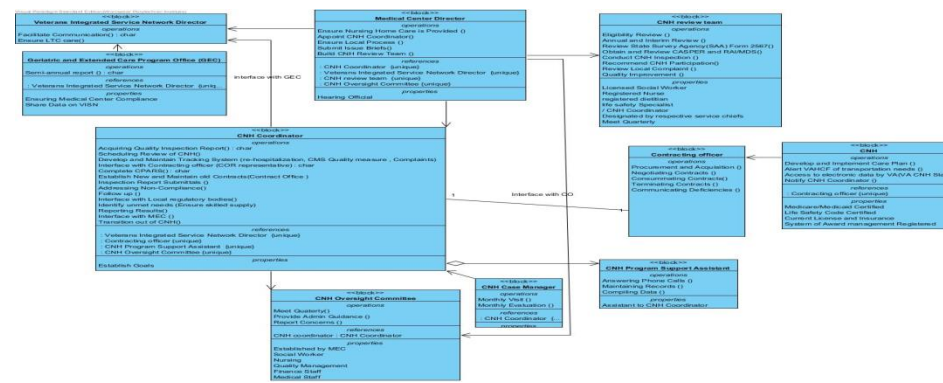 <<block>>
Veterans Integrated Service Network Director
operations
Facilitate Communication() : char
Ensure LTC care()
<<block>>
Geriatric and Extended Care Program Office (GEC)
operations
Semi-annual report () : char
references
: Veterans Integrated Service Network Director (uniq...
properties
Ensuring Medical Center Compliance
Share Data on VISN
interface with GEC
<<block>>
Medical Center Director
operations
Ensure Nursing Home Care is Provided ()
Appoint CNH Coordinator()
Ensure Local Process ()
Submit Issue Briefs()
Build CNH Review Team ()
references
: CNH Coordinator (unique)
: Veterans Integrated Service Network Director (unique)
: CNH review team (unique)
: CNH Oversight Committee (unique)
properties
Hearing Official
<<block>>
CNH review team
operations
Eligibility Review ()
Annual and Interim Review ()
Review State Survey Agency(SAA) Form 2567()
Obtain and Review CASPER and RAI/MDS()
Conduct CNH Inspection ()
Recommend CNH Participation()
Review Local Complaint ()
Quality Improvement ()
properties
Licensed Social Worker
Registered Nurse
registered dietitian
life safety Specialist
/ CNH Coordinator
Designated by respective service chiefs
Meet Quarterly
<<block>>
CNH Coordinator
operations
Acquiring Quality Inspection Report() : char
Scheduling Review of CNH()
Develop and Maintain Tracking System (re-hospitalization, CMS Quality measure , Complaints)
Interface with Contracting officer (COR representative) : char
Complete CPARS() : char
Establish New and Maintain old Contracts(Contract Office )
Inspection Report Submittals ()
Addressing Non-Compliance()
Follow up ()
Interface with Local regulatory bodies()
Identify unmet needs (Ensure skilled supply)
Reporting Results()
Interface with MEC ()
Transition out of CNH()
references
: Veterans Integrated Service Network Director (unique)
: Contracting officer (unique)
: CNH Program Support Assistant (unique)
: CNH Oversight Committee (unique)
properties
Establish Goals
1
Interface with CO
<<block>>
Contracting officer
operations
Procurement and Acquisition ()
Negotiating Contracts ()
Consummating Contracts()
Terminating Contracts ()
Communicating Deficiencies ()
<<block>>
CNH
operations
Develop and Implement Care Plan ()
Alert VAHCF of transportation needs ()
Access to electronic data by VA/VA CNH Sta
Notify CNH Coordinator()
references
: Contracting officer (unique)
properties
Medicare/Medicaid Certified
Life Safety Code Certified
Current License and Insurance
System of Award management Registered
<<block>>
CNH Program Support Assistant
operations
Answering Phone Calls ()
Maintaining Records ()
Compiling Data ()
properties
Assistant to CNH Coordinator
<<block>>
CNH Case Manager
operations
Monthly Visit ()
Monthly Evaluation ()
references
: CNH Coordinator (...
properties
<<block>>
CNH Oversight Committee
operations
Meet Quaterly()
Provide Admin Guidance ()
Report Concerns ()
references
CNH coordinator : CNH Coordinator
properties
Established by MEC
Social Worker
Nursing
Quality Management
Finance Staff
Medical Staff